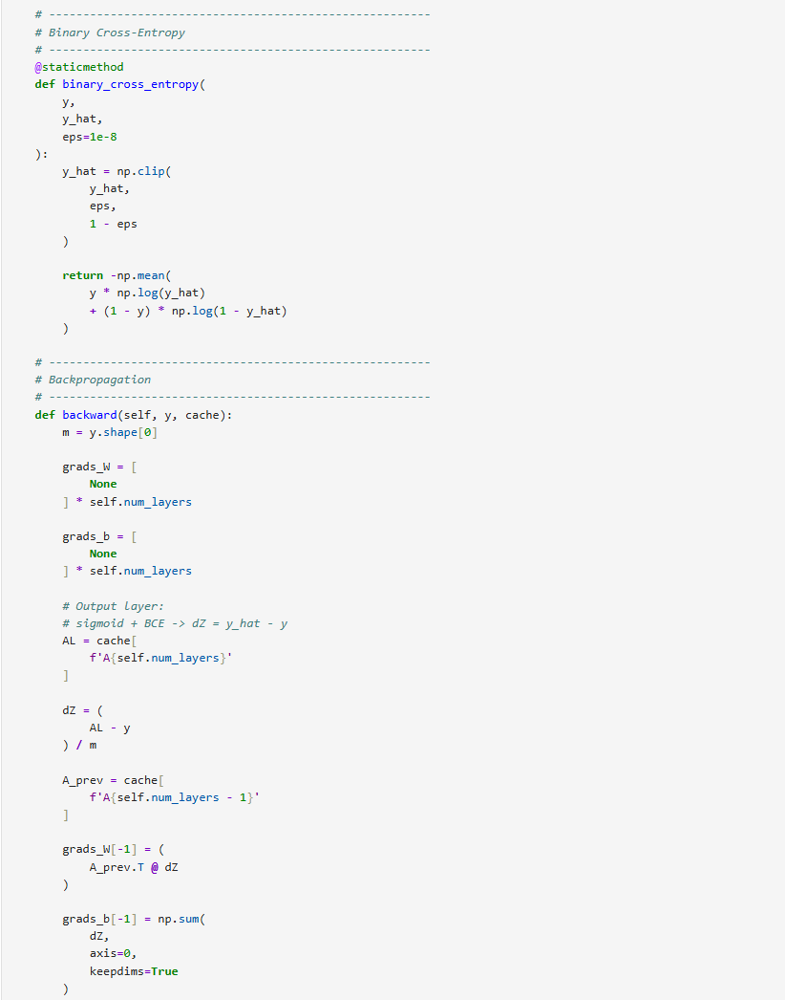 # --------------------------------------------------------
# Binary Cross-Entropy
# --------------------------------------------------------
@staticmethod
def binary_cross_entropy(
    y,
    y_hat,
    eps=1e-8
):
    y_hat = np.clip(
        y_hat,
        eps,
        1 - eps
    )

    return -np.mean(
        y * np.log(y_hat)
        + (1 - y) * np.log(1 - y_hat)
    )

# --------------------------------------------------------
# Backpropagation
# --------------------------------------------------------
def backward(self, y, cache):
    m = y.shape[0]

    grads_W = [
        None
    ] * self.num_layers

    grads_b = [
        None
    ] * self.num_layers

    # Output layer:
    # sigmoid + BCE -> dZ = y_hat - y
    AL = cache[
        f'A{self.num_layers}'
    ]

    dZ = (
        AL - y
    ) / m

    A_prev = cache[
        f'A{self.num_layers - 1}'
    ]

    grads_W[-1] = (
        A_prev.T @ dZ
    )

    grads_b[-1] = np.sum(
        dZ,
        axis=0,
        keepdims=True
    )